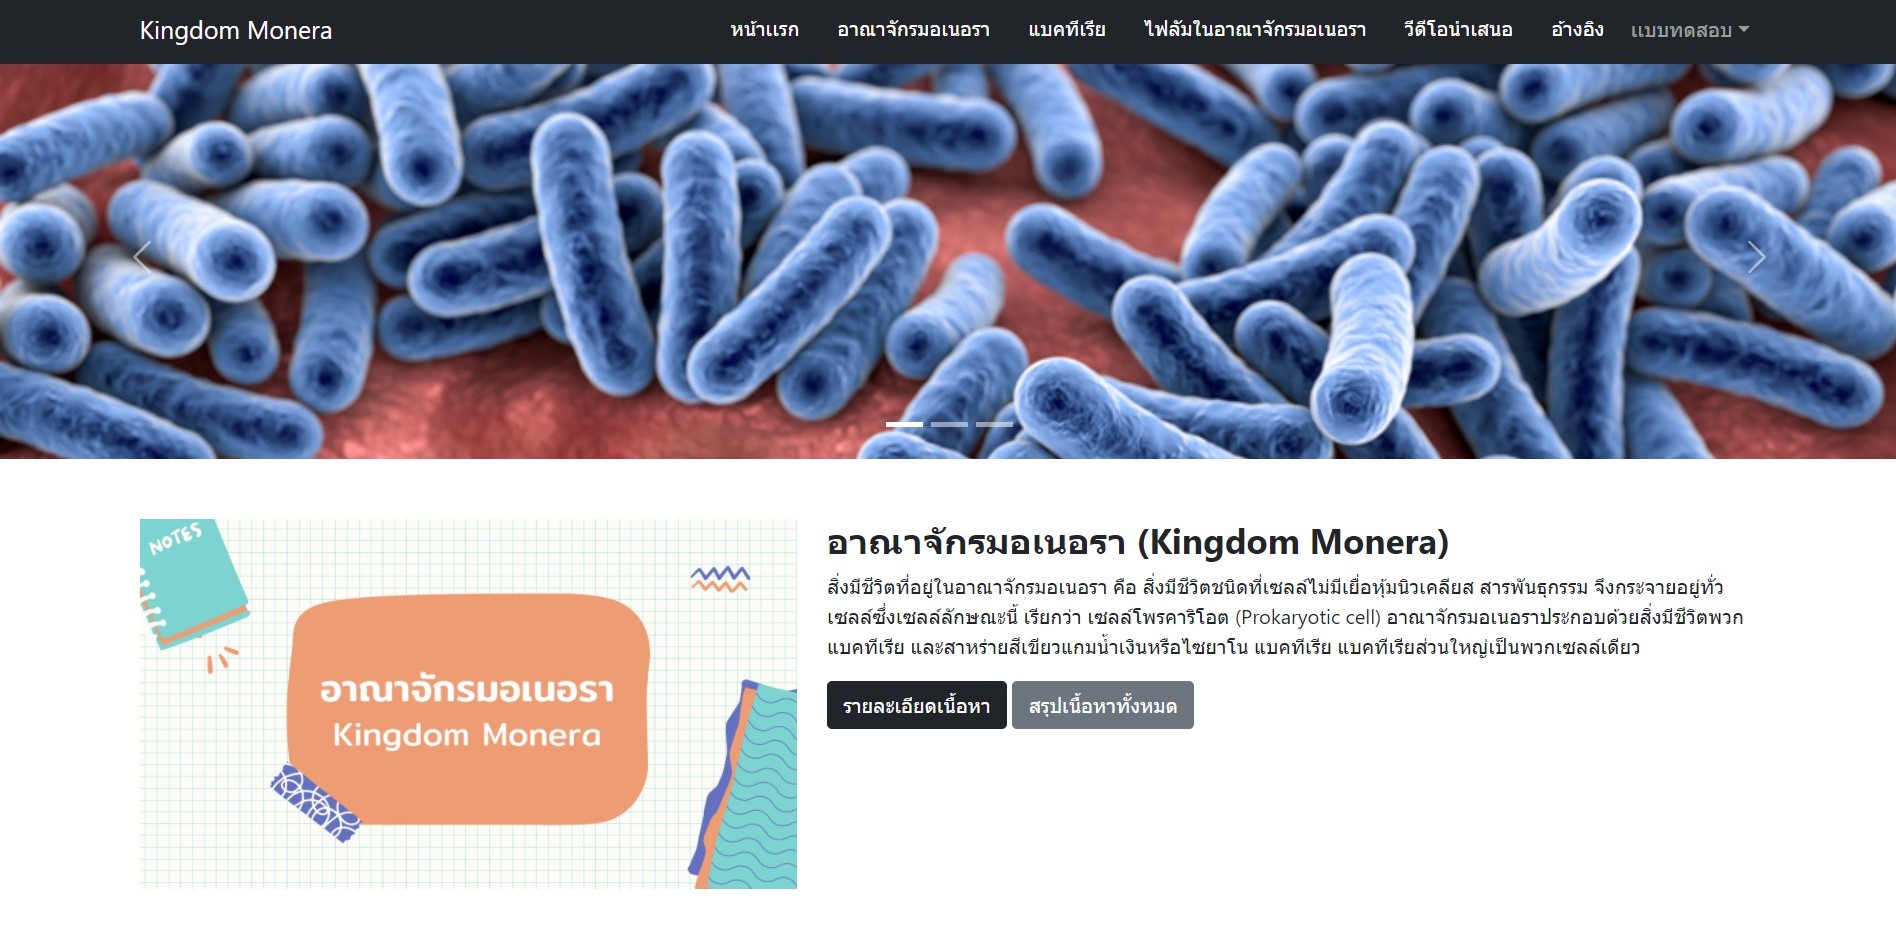 Kingdom Monera
หน้าแรก
อาณาจักรมอเนอรา
แบคทีเรีย
ไฟลัมในอาณาจักรมอเนอรา
วีดีโอนำเสนอ
อ้างอิง
แบบทดสอบ
NOTES
อาณาจักรมอเนอรา
Kingdom Monera
อาณาจักรมอเนอรา (Kingdom Monera)
สิ่งมีชีวิตที่อยู่ในอาณาจักรมอเนอรา คือ สิ่งมีชีวิตชนิดที่เซลล์ไม่มีเยื่อหุ้มนิวเคลียส สารพันธุกรรม จึงกระจายอยู่ทั่ว
เซลล์ซึ่งเซลล์ลักษณะนี้ เรียกว่า เซลล์โพรคาริโอต (Prokaryotic cell) อาณาจักรมอเนอราประกอบด้วยสิ่งมีชีวิตพวก
แบคทีเรีย และสาหร่ายสีเขียวแกมน้ำเงินหรือไซยาโน แบคทีเรีย แบคทีเรียส่วนใหญ่เป็นพวกเซลล์เดียว
รายละเอียดเนื้อหา
สรุปเนื้อหาทั้งหมด